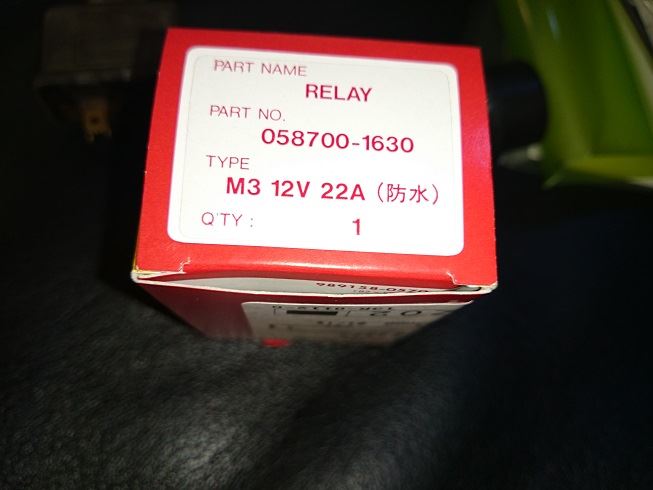 PART NAME
RELAY
PART NO.
058700-1630
TYPE
M3 12V 22A (防水)
Q'TY :
1